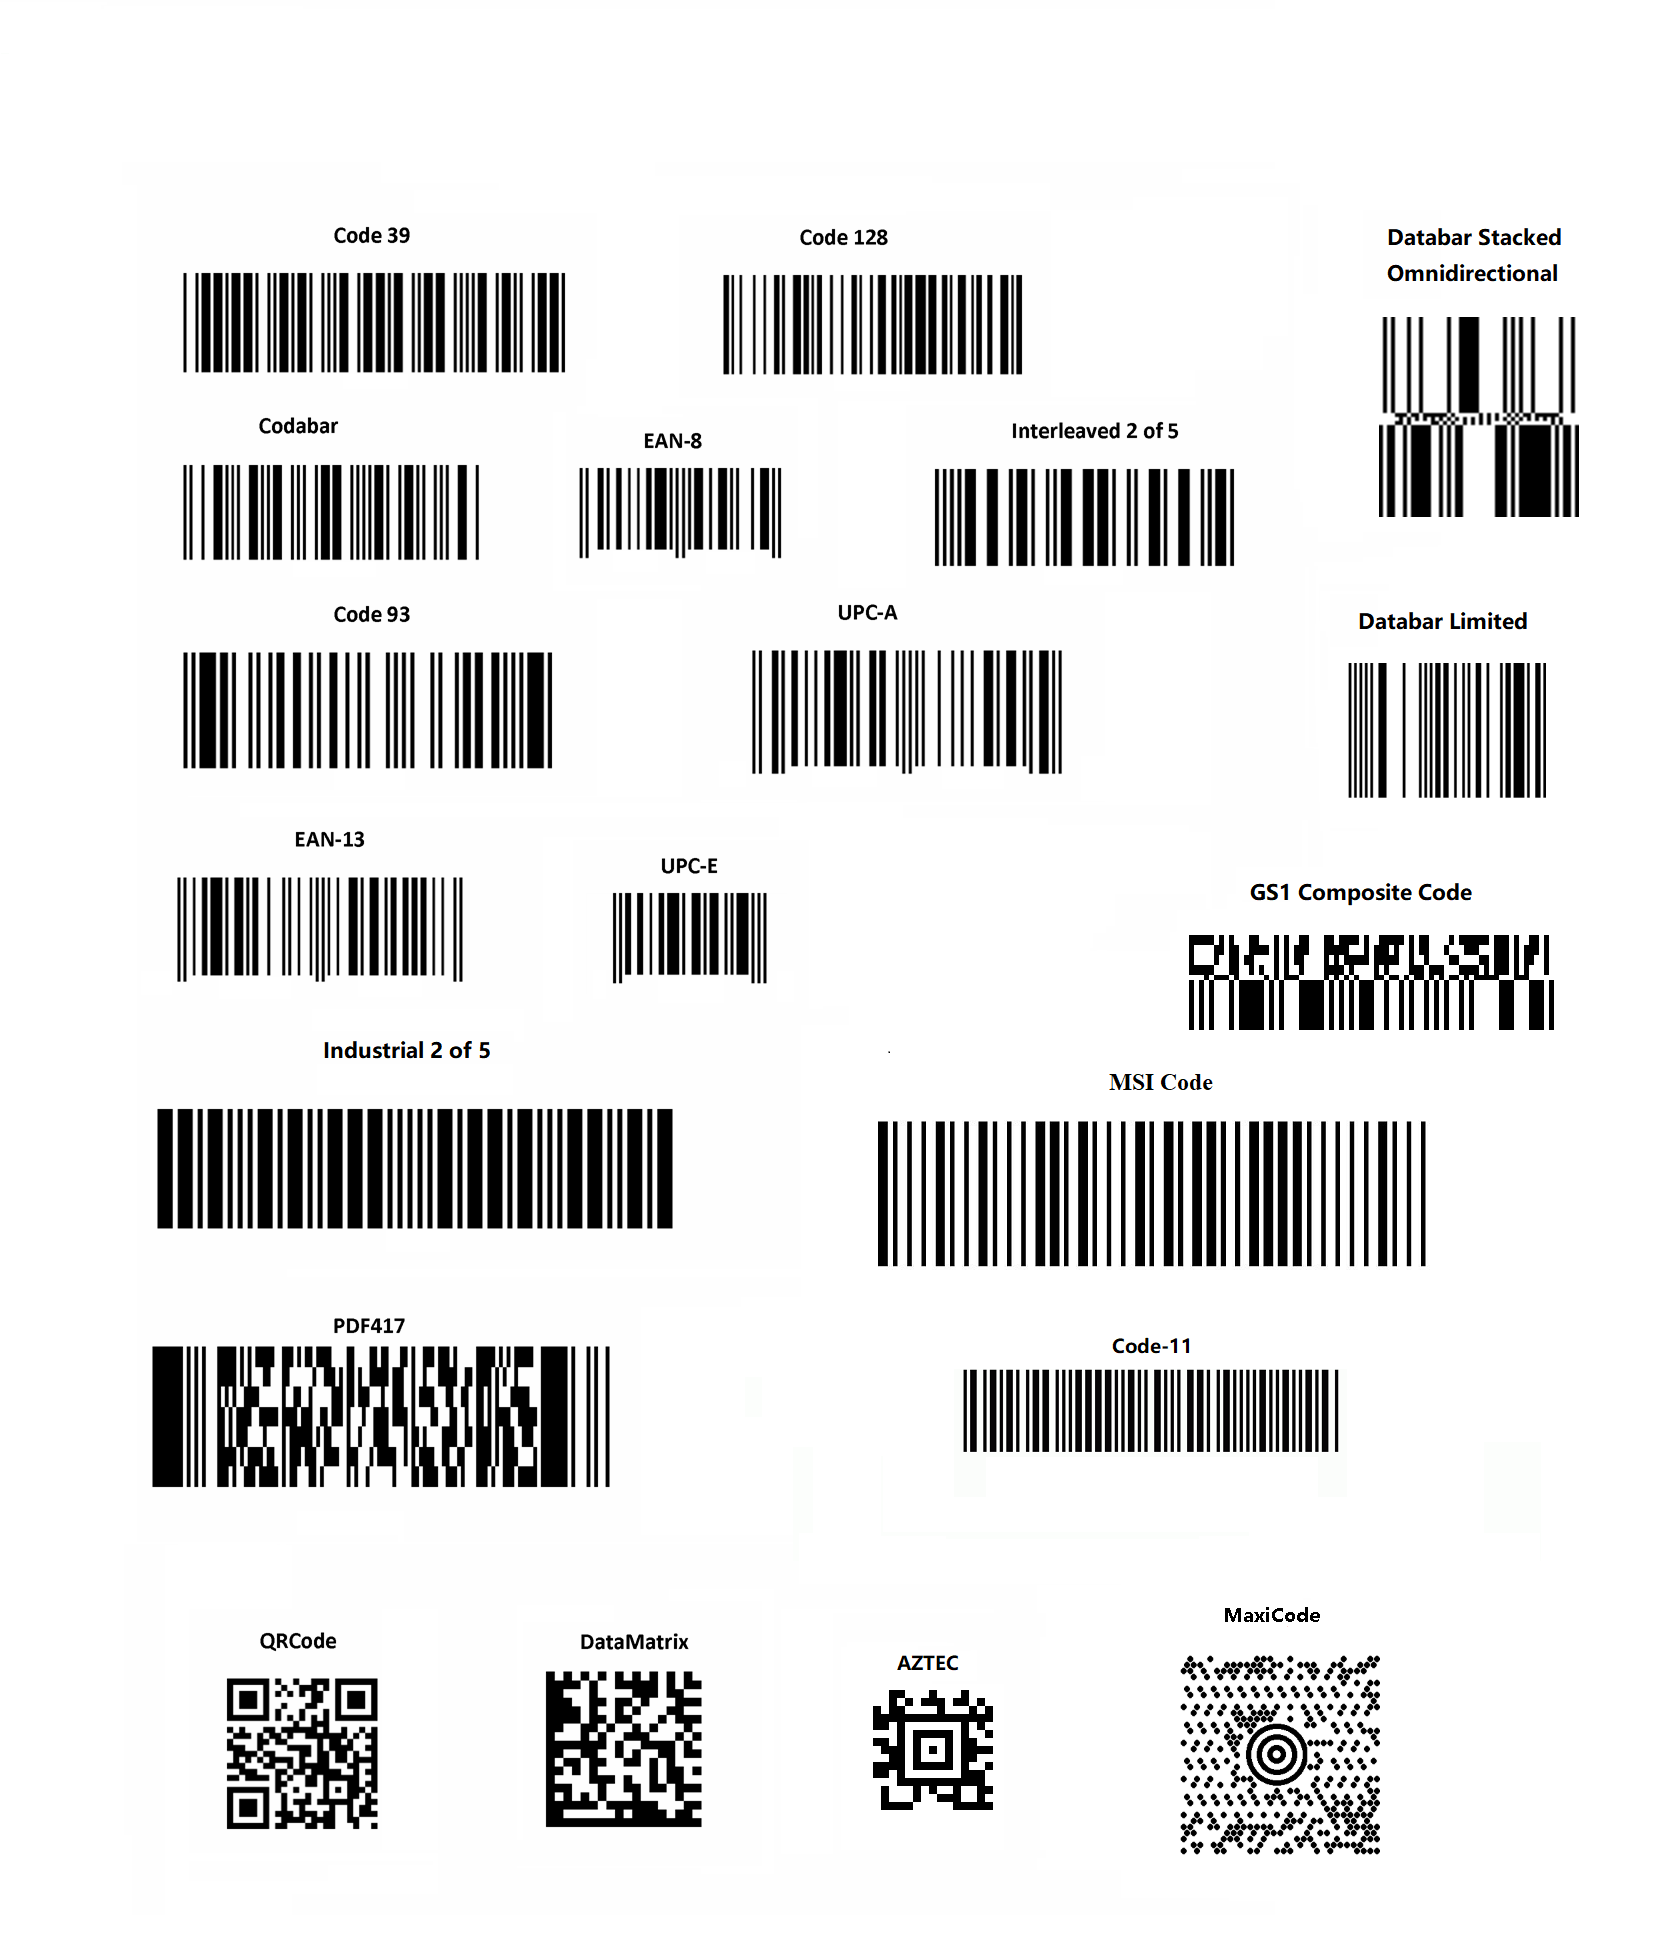 Code 39
Code 128
Databar Stacked
Omnidirectional
Codabar
EAN-8
Interleaved 2 of 5
Code 93
UPC-A
Databar Limited
EAN-13
UPC-E
GS1 Composite Code
Industrial 2 of 5
MSI Code
PDF417
Code-11
QRCode
DataMatrix
AZTEC
MaxiCode